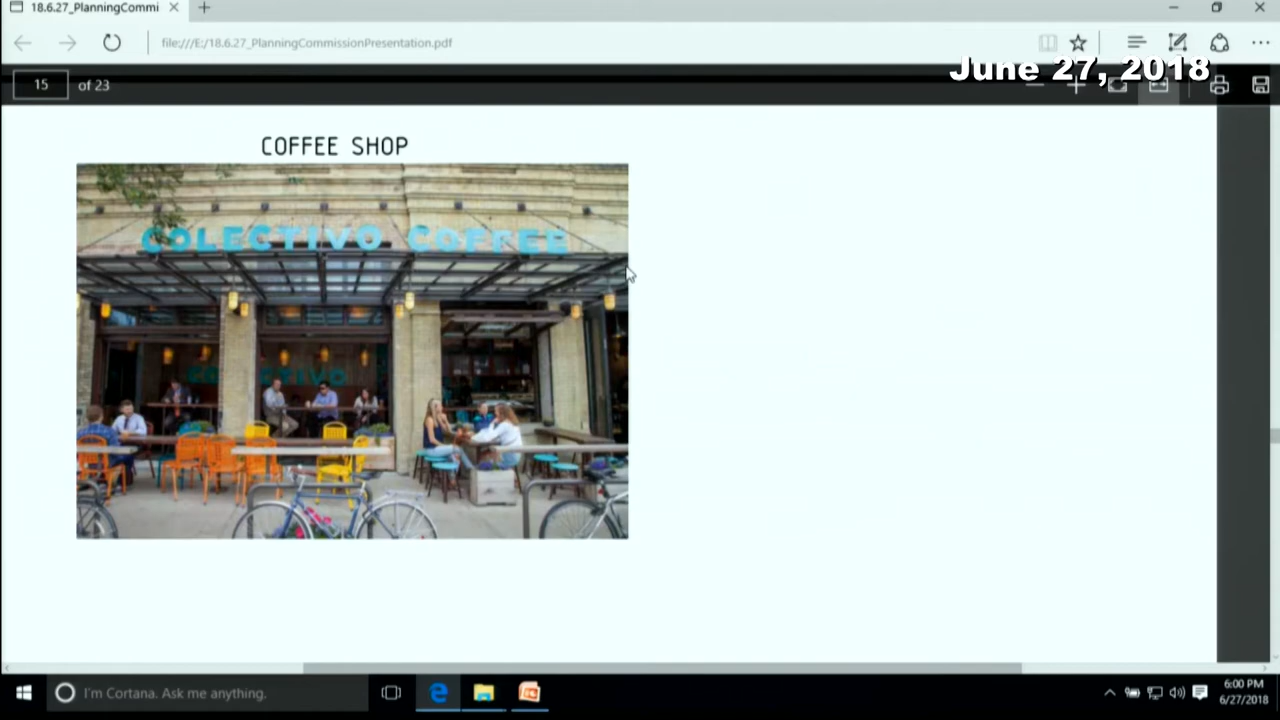 18.6.27_PlanningCommi
file:///E:/18.6.27_PlanningCommissionPresentation.pdf
June 27, 2018
15 of 23
COFFEE SHOP
COLECTIVO COFFEE
COLECTIVO
I'm Cortana. Ask me anything.
6:00 PM
6/27/2018